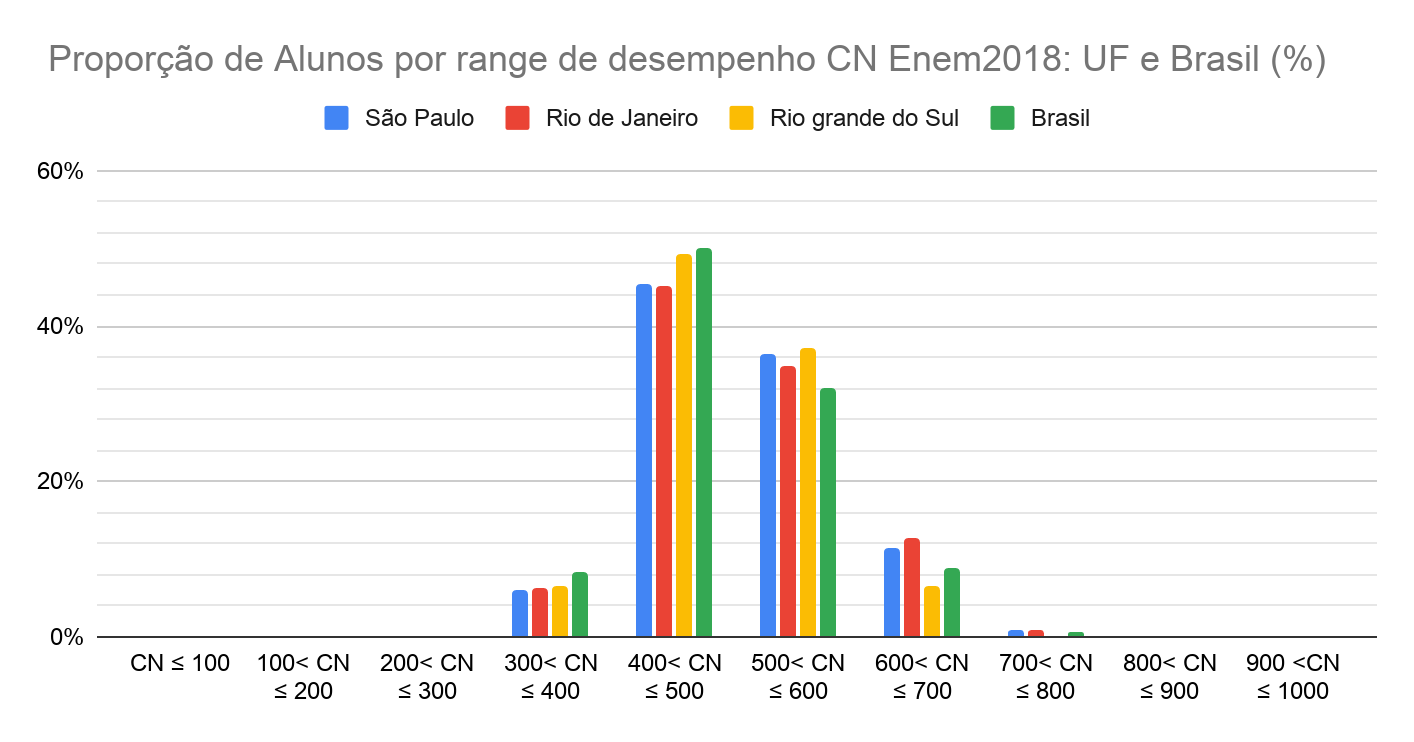 Proporção de Alunos por range de desempenho CN Enem2018: UF e Brasil (%)
São Paulo Rio de Janeiro Rio grande do Sul Brasil
60%
40%
20%
0%
CN ≤ 100 100< CN 200< CN 300< CN 400< CN 500< CN 600< CN 700< CN 800< CN 900 <CN
≤ 200 ≤ 300 ≤ 400 ≤ 500 ≤ 600 ≤ 700 ≤ 800 ≤ 900 ≤ 1000